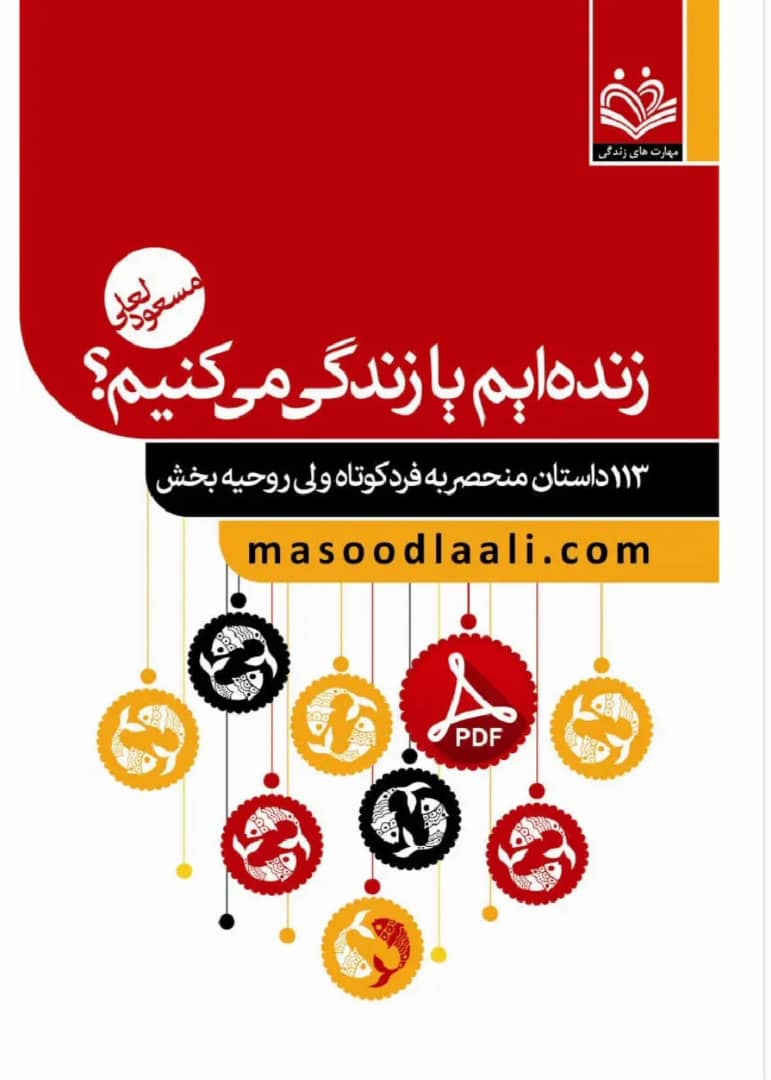 مهارت های زندگی
مسعود لعلی
زنده‌ایم یا زندگی می‌کنیم؟
۱۱۳ داستان منحصر به فرد کوتاه ولی روحیه بخش
masoodlaali.com
PDF